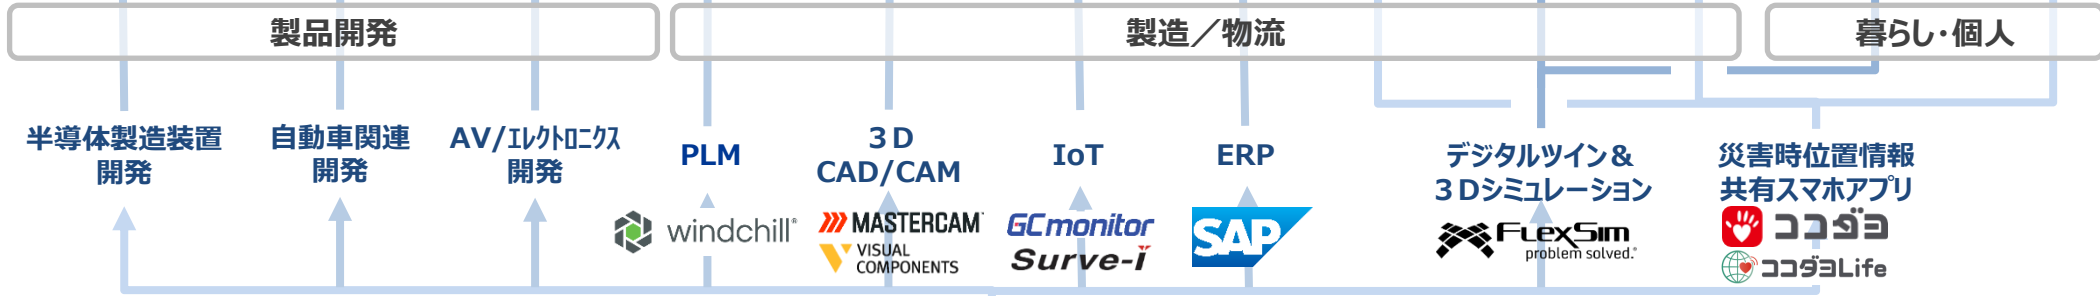 製品開発
製造／物流
暮らし・個人
半導体製造装置
開発
自動車関連
開発
AV/ｴﾚｸﾄﾛﾆｸｽ
開発
PLM
windchill®
３Ｄ
CAD/CAM
MASTERCAM
VISUAL
COMPONENTS
IoT
GCmonitor
Surve-i
ERP
SAP
デジタルツイン＆
３Ｄシミュレーション
FLexSim
problem solved.®
災害時位置情報
共有スマホアプリ
ココダヨ
ココダヨLife